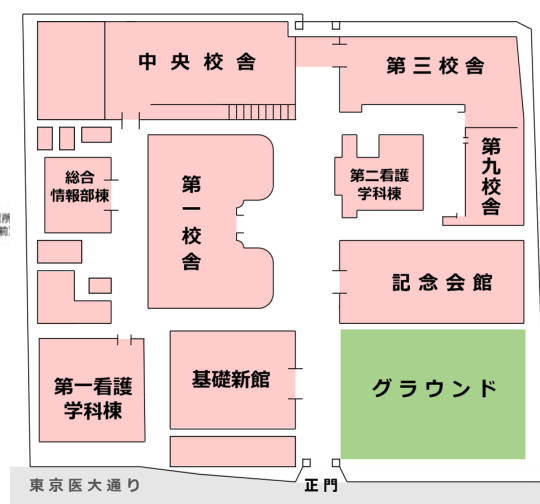 中央校舎
第三校舎
総合
情報部棟
第一校舎
第二看護
学科棟
第九校舎
記念会館
第一看護
学科棟
基礎新館
グラウンド
東京医大通り
正門